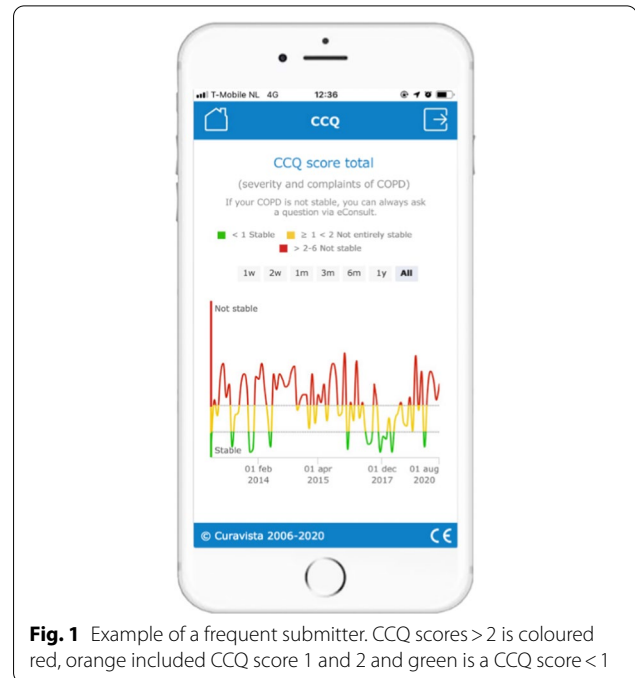 T-Mobile NL 4G 12:36
CCQ
CCQ score total
(severity and complaints of COPD)
If your COPD is not stable, you can always ask
a question via eConsult.
< 1 Stable ≥ 1 < 2 Not entirely stable
> 2-6 Not stable
1w 2w 1m 3m 6m 1y All
Not stable
Stable
01 feb 01 apr 01 dec 01 aug
2014 2015 2017 2020
© Curavista 2006-2020 CE
Fig. 1 Example of a frequent submitter. CCQ scores > 2 is coloured
red, orange included CCQ score 1 and 2 and green is a CCQ score < 1